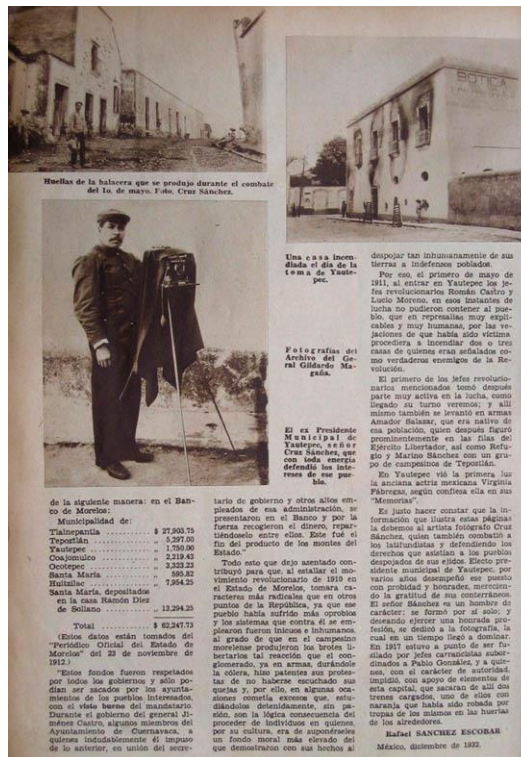 BOTICA
Huellas de la balacera que se produjo durante el combate
del 1o. de mayo. Foto. Cruz Sánchez.
Una casa incen-
diada el día de la
toma de Yaute-
pec.
Fotografías del
Archivo del Ge-
ral Gildardo Ma-
gaña.
El ex Presidente
Municipal de
Yautepec, señor
Cruz Sánchez, que
con toda energía
defendió los inte-
reses de ese pue-
blo.
de la siguiente manera: en el Ban-
co de Morelos:
Municipalidad de:
Tlalnepantla $ 27,903.75
Tepoztlán 5,297.00
Yautepec 1,750.00
Coajomulco 2,219.43
Ocotepec 3,323.23
Santa María 595.82
Huitzilac 7,954.25
Santa María, depositados
en la casa Ramón Díez
de Sollano 13,294.25
Total $ 62,247.73
(Estos datos están tomados del
"Periódico Oficial del Estado de
Morelos" del 23 de noviembre de
1912.)
"Estos fondos fueron respetados
por todos los gobiernos y sólo po-
dían ser sacados por los ayunta-
mientos de los pueblos interesados,
con el visto bueno del mandatario.
Durante el gobierno del general Ji-
ménez Castro, algunos miembros del
Ayuntamiento de Cuernavaca, a
quienes indudablemente él impuso
de lo anterior, en unión del secre-
tario de gobierno y otros altos em-
pleados de esa administración, se
presentaron en el Banco y por la
fuerza recogieron el dinero, repar-
tiéndoselo entre ellos. Este fué el
fin del producto de los montes del
Estado."
Todo esto que dejo asentado con-
tribuyó para que, al estallar el mo-
vimiento revolucionario de 1910 en
el Estado de Morelos, tomara ca-
racteres más radicales que en otros
puntos de la República, ya que ese
pueblo había sufrido más oprobios
y los sistemas que contra él se em-
plearon fueron inicuos e inhumanos,
al grado de que en el campesino
morelense produjeron los brotes li-
bertarios tal reacción que el con-
glomerado, ya en armas, durándole
la cólera, hizo patentes sus protes-
tas de no haberse escuchado sus
quejas y, por ello, en algunas oca-
siones cometía excesos que, estu-
diándolos detenidamente, sin pa-
sión, son la lógica consecuencia del
proceder de individuos en quienes,
por su cultura, era de suponérseles
un fondo moral más elevado del
que demostraron con sus hechos al
despojar tan inhumanamente de sus
tierras a indefensos poblados.
Por eso, el primero de mayo de
1911, al entrar en Yautepec los je-
fes revolucionarios Román Castro y
Lucio Moreno, en esos instantes de
lucha no pudieron contener al pue-
blo, que en represalias muy expli-
cables y muy humanas, por las ve-
jaciones de que había sido víctima
procediera a incendiar dos o tres
casas de quienes eran señalados co-
mo verdaderos enemigos de la Re-
volución.
El primero de los jefes revolucio-
narios mencionados tomó después
parte muy activa en la lucha, como
llegado su turno veremos; y allí
mismo también se levantó en armas
Amador Salazar, que era nativo de
esa población, quien después figuró
prominentemente en las filas del
Ejército Libertador, así como Refu-
gio y Marino Sánchez con un gru-
po de campesinos de Tepoztlán.
En Yautepec vió la primera luz
la anciana actriz mexicana Virginia
Fábregas, según confiesa ella en sus
"Memorias".
Es justo hacer constar que la in-
formación que ilustra estas páginas
la debemos al artista fotógrafo Cruz
Sánchez, quien también combatió a
los latifundistas y defendiendo los
derechos que asistían a los pueblos
despojados de sus ejidos. Electo pre-
sidente municipal de Yautepec, por
varios años desempeñó ese puesto
con probidad y honradez, merecien-
do la gratitud de sus conterráneos.
El señor Sánchez es un hombre de
carácter; se formó por sí solo; y
deseando ejercer una honrada pro-
fesión, se dedicó a la fotografía, la
cual en un tiempo llegó a dominar.
En 1917 estuvo a punto de ser fu-
silado por jefes carrancistas subor-
dinados a Pablo González, y a quie-
nes, con el carácter de autoridad,
impidió, con apoyo de elementos de
esta capital, que sacaran de allí dos
trenes cargados, uno de ellos con
naranja que había sido robada por
tropas de los mismos en las huertas
de los alrededores.
Rafael SANCHEZ ESCOBAR
México, diciembre de 1932.